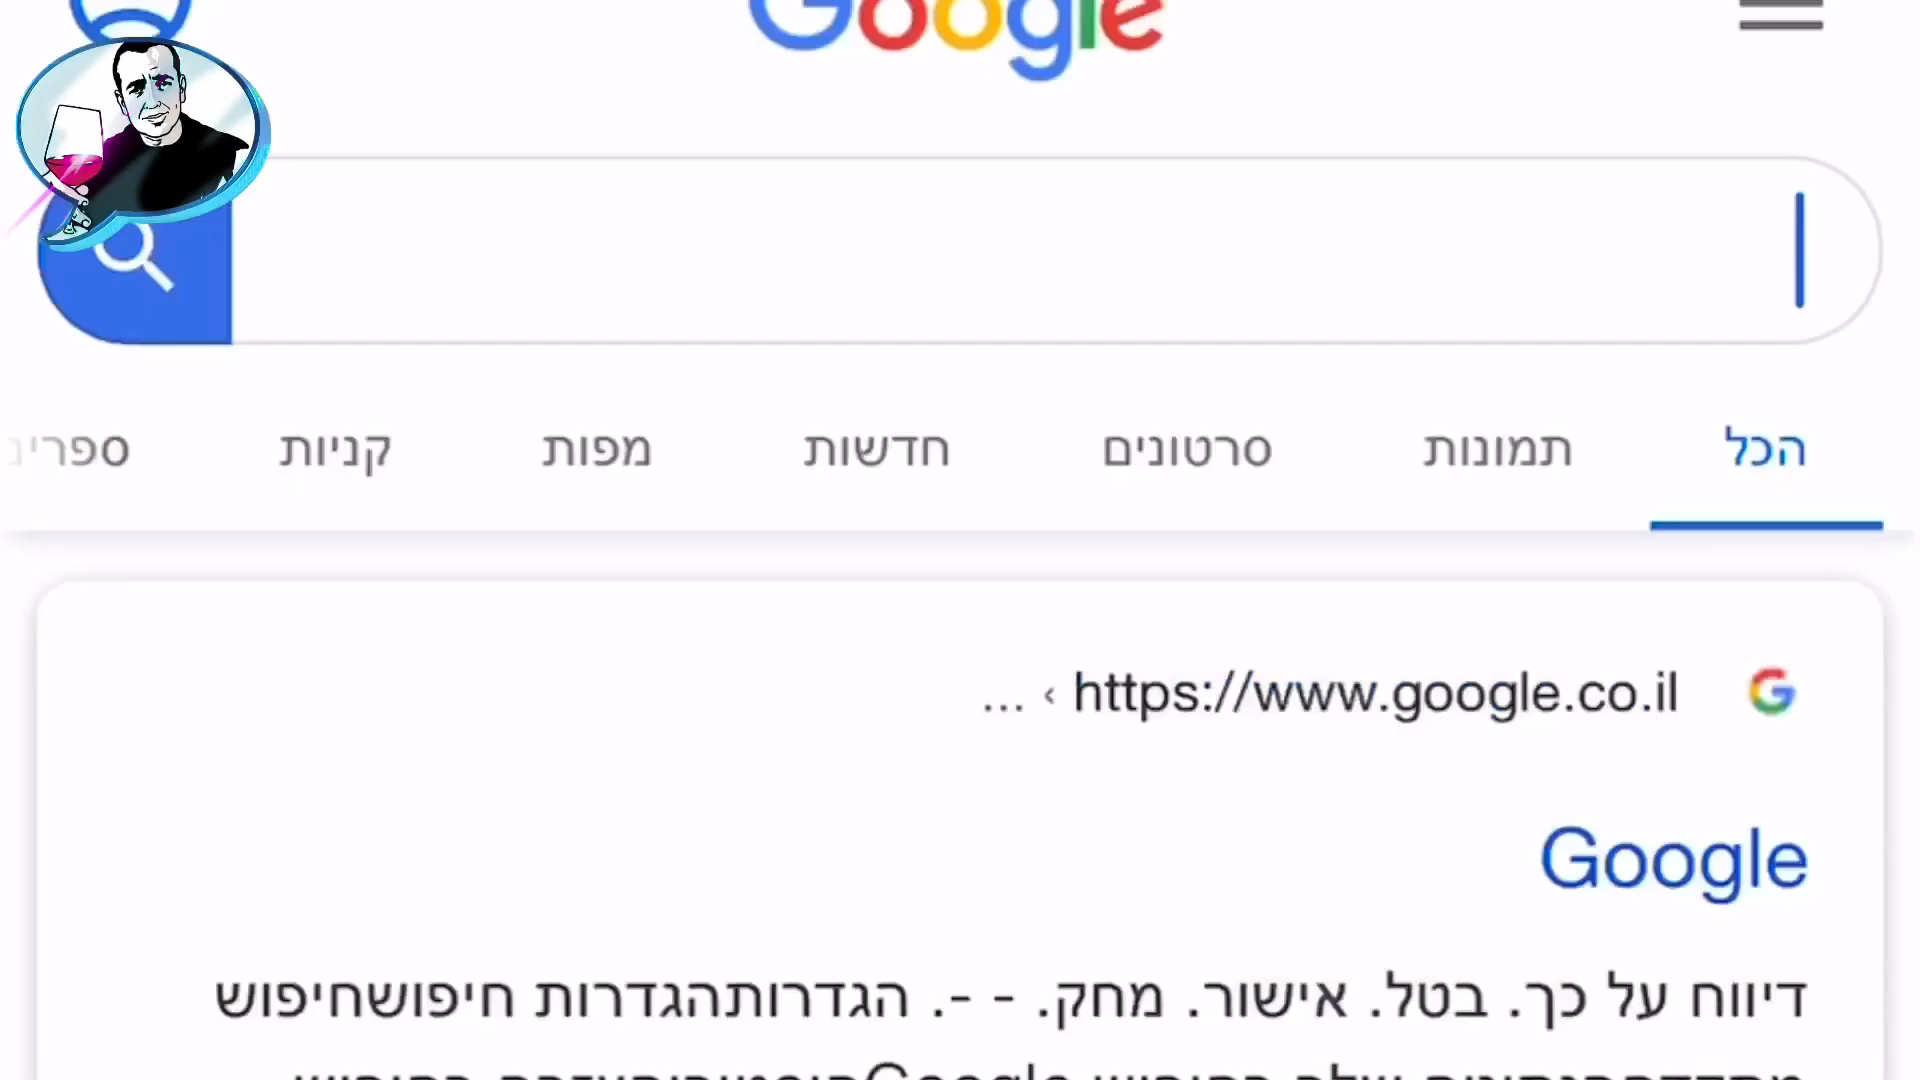 Google
הכל תמונות סרטונים חדשות מפות קניות
https://www.google.co.il › ...
Google
דיווח על כך. בטל. אישור. מחק. - -. הגדרותהגדרות חיפושחיפוש